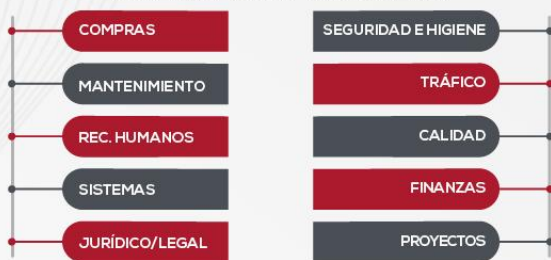 COMPRAS
MANTENIMIENTO
REC. HUMANOS
SISTEMAS
JURÍDICO/LEGAL
SEGURIDAD E HIGIENE
TRÁFICO
CALIDAD
FINANZAS
PROYECTOS